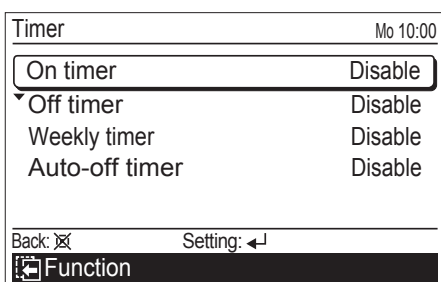 Timer Mo 10:00
On timer Disable
Off timer Disable
Weekly timer Disable
Auto-off timer Disable
Back: Setting:
Function